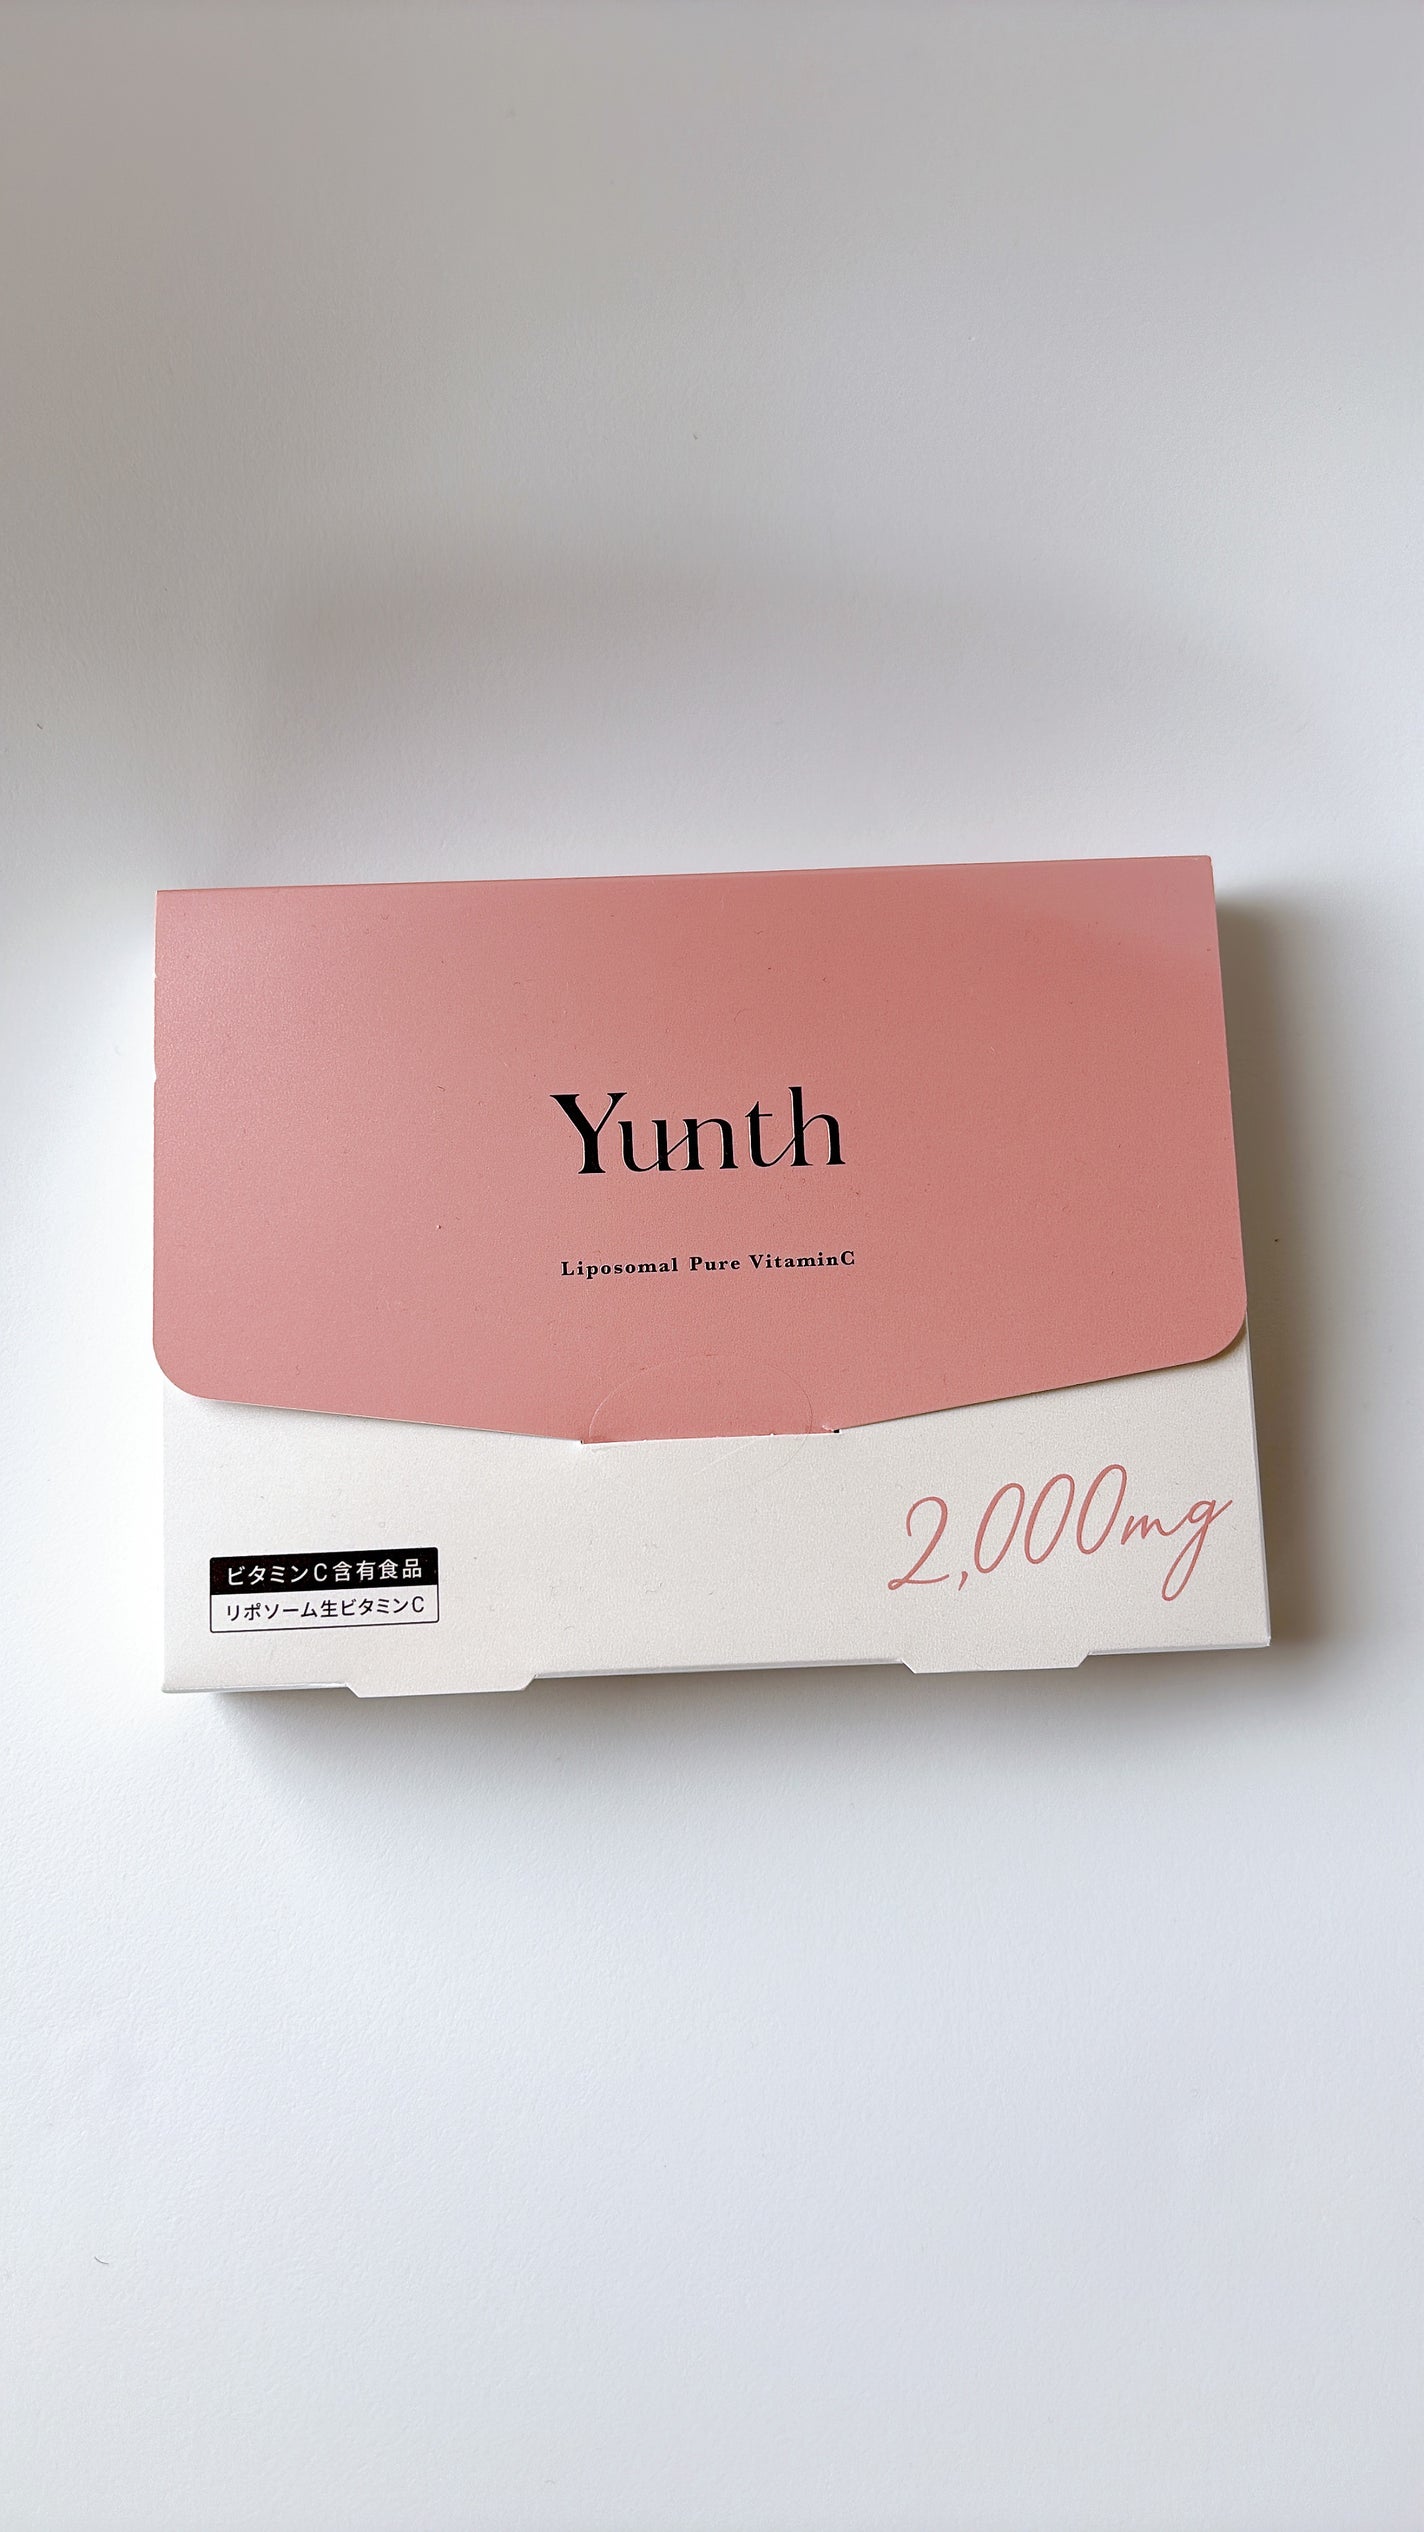 Yunth
Liposomal Pure VitaminC
2,000mg
ビタミンC含有食品
リポソーム生ビタミンC